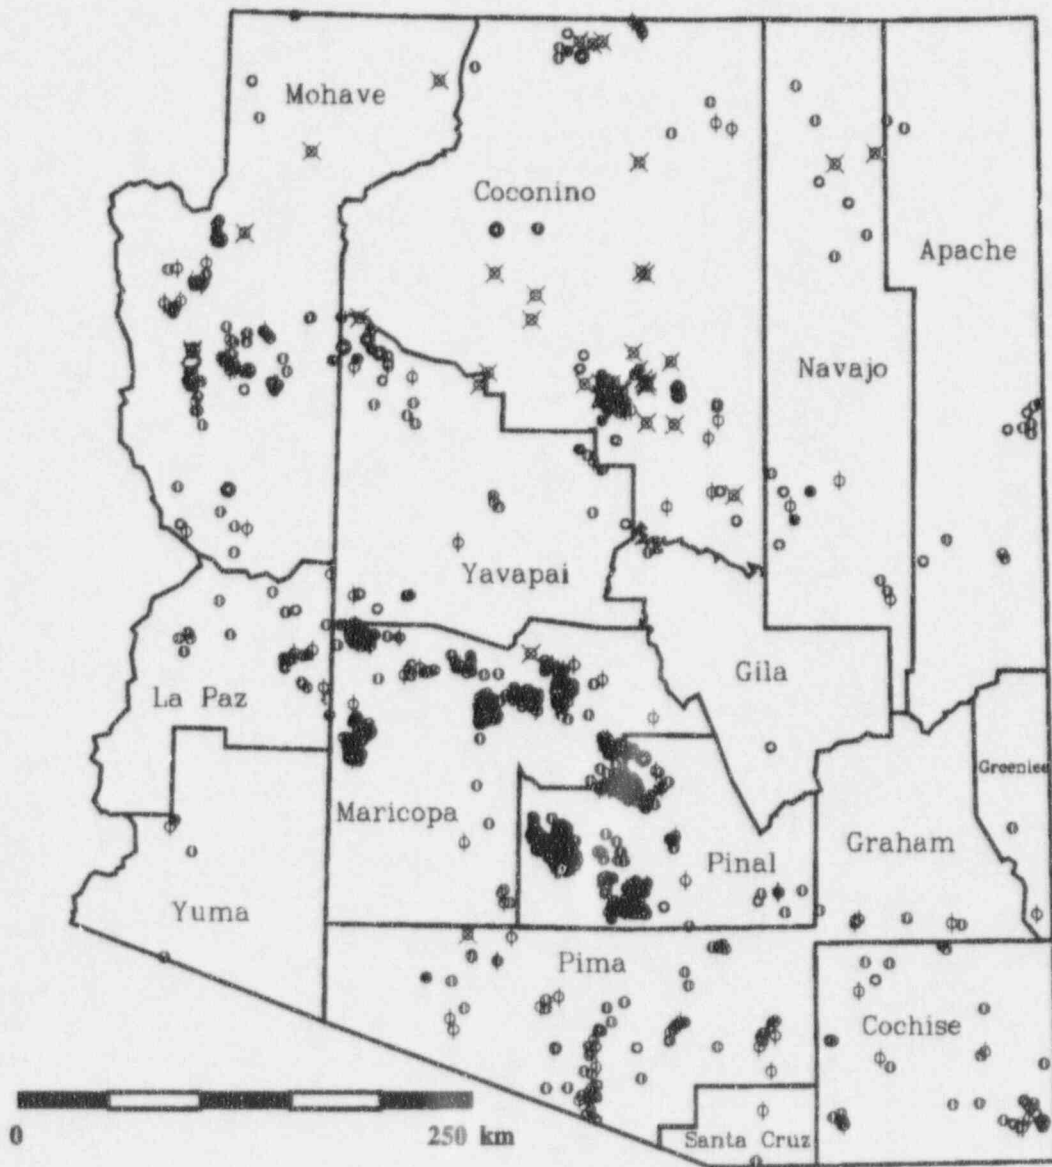 Mohave
Coconino
Apache
Navajo
Yavapai
Gila
La Paz
Greenlee
Maricopa
Pinal
Graham
Yuma
Pima
Cochise
Santa Cruz
0 250 km